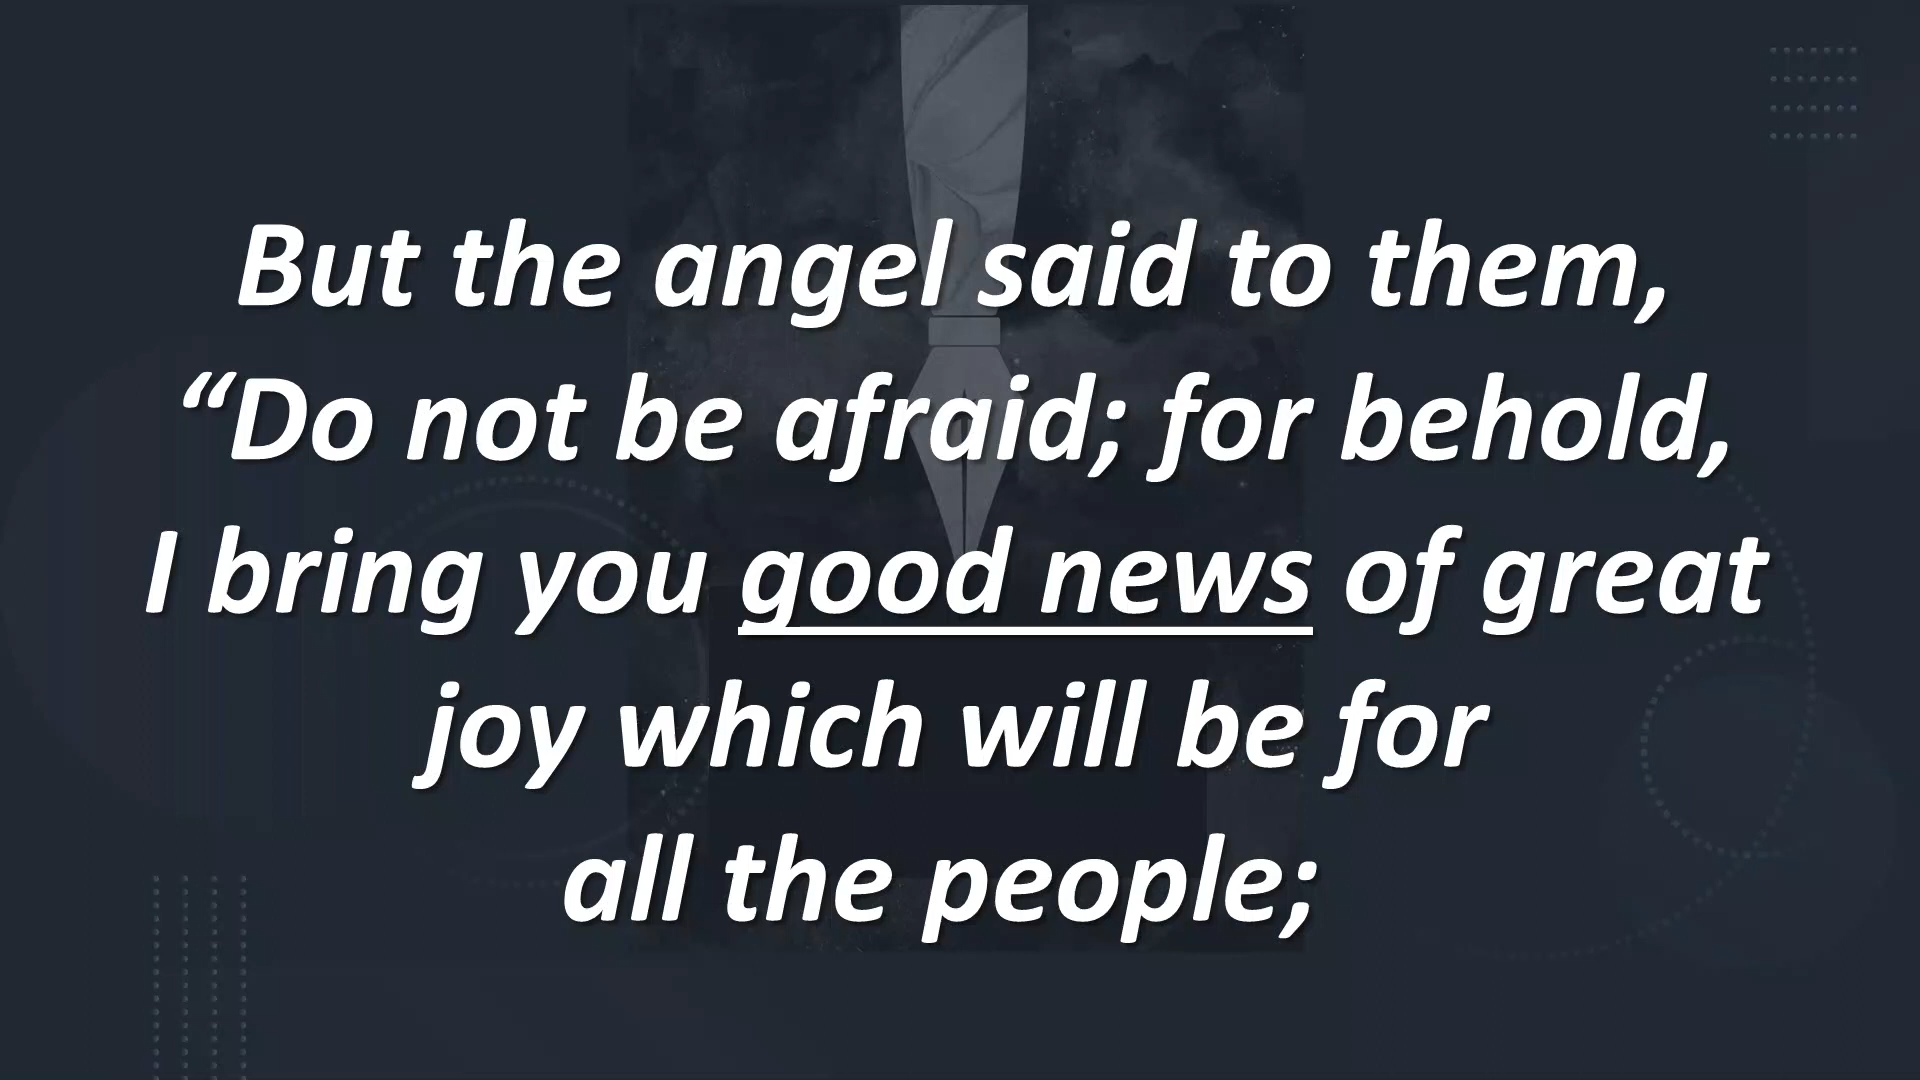 But the angel said to them,
“Do not be afraid; for behold,
I bring you good news of great
joy which will be for
all the people;